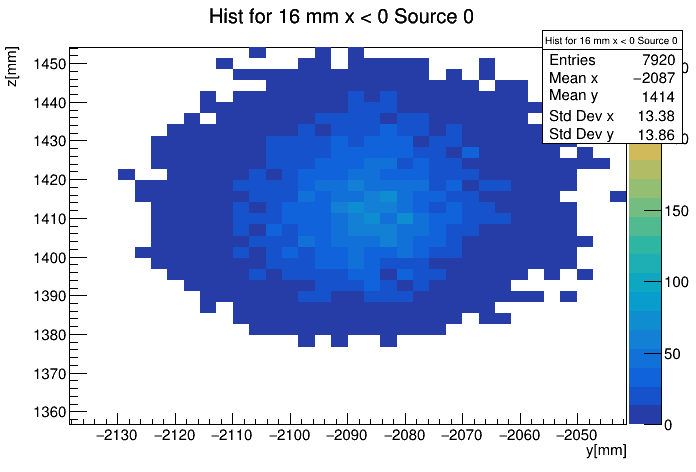 Hist for 16 mm x < 0 Source 0
Hist for 16 mm x < 0 Source 0
Entries 7920
Mean x −2087
Mean y 1414
Std Dev x 13.38
Std Dev y 13.86
z[mm]
1450
1440
1430
1420
1410
1400
1390
1380
1370
1360
0
0
150
100
50
0
−2130 −2120 −2110 −2100 −2090 −2080 −2070 −2060 −2050
y[mm]